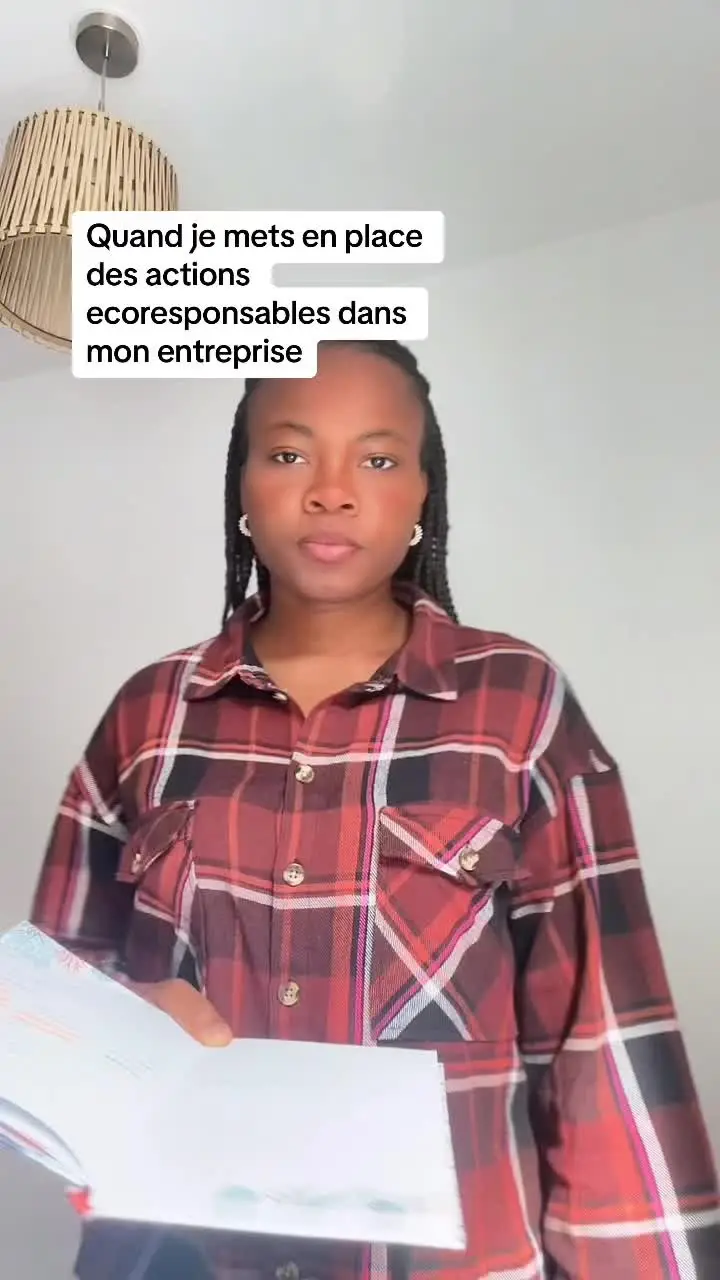 Quand je mets en place
des actions
ecoresponsables dans
mon entreprise